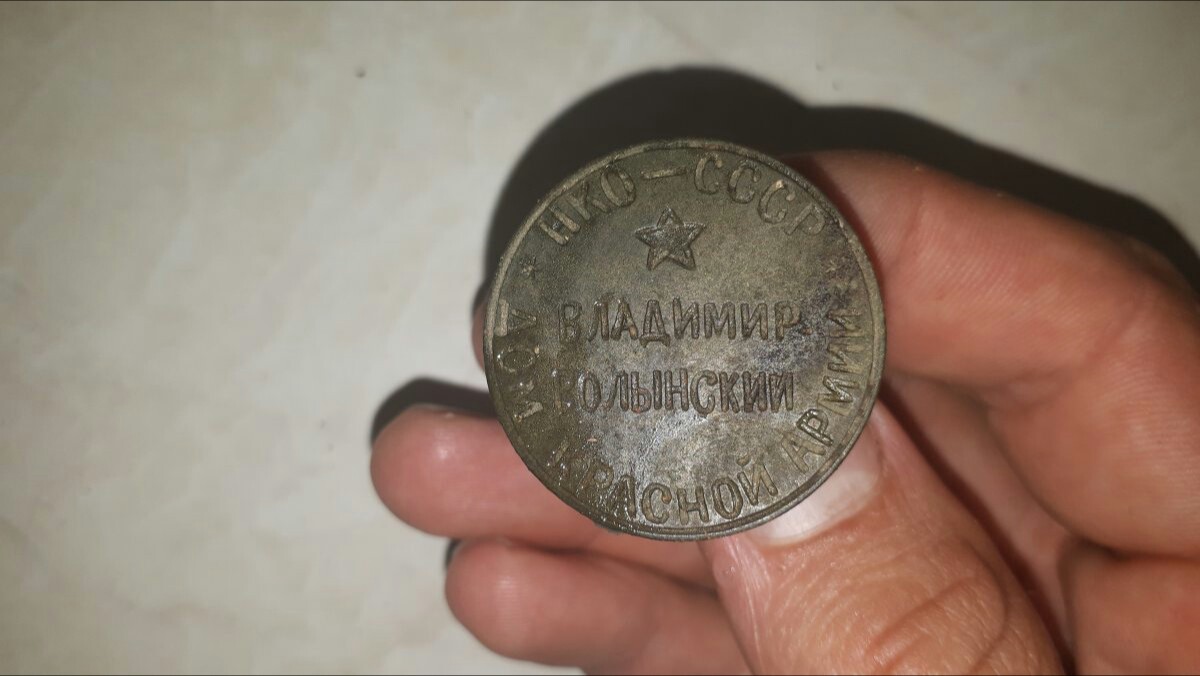 НКО — СССР
ВЛАДИМИР
ВОЛЫНСКИЙ
ДОМ КРАСНОЙ АРМИИ